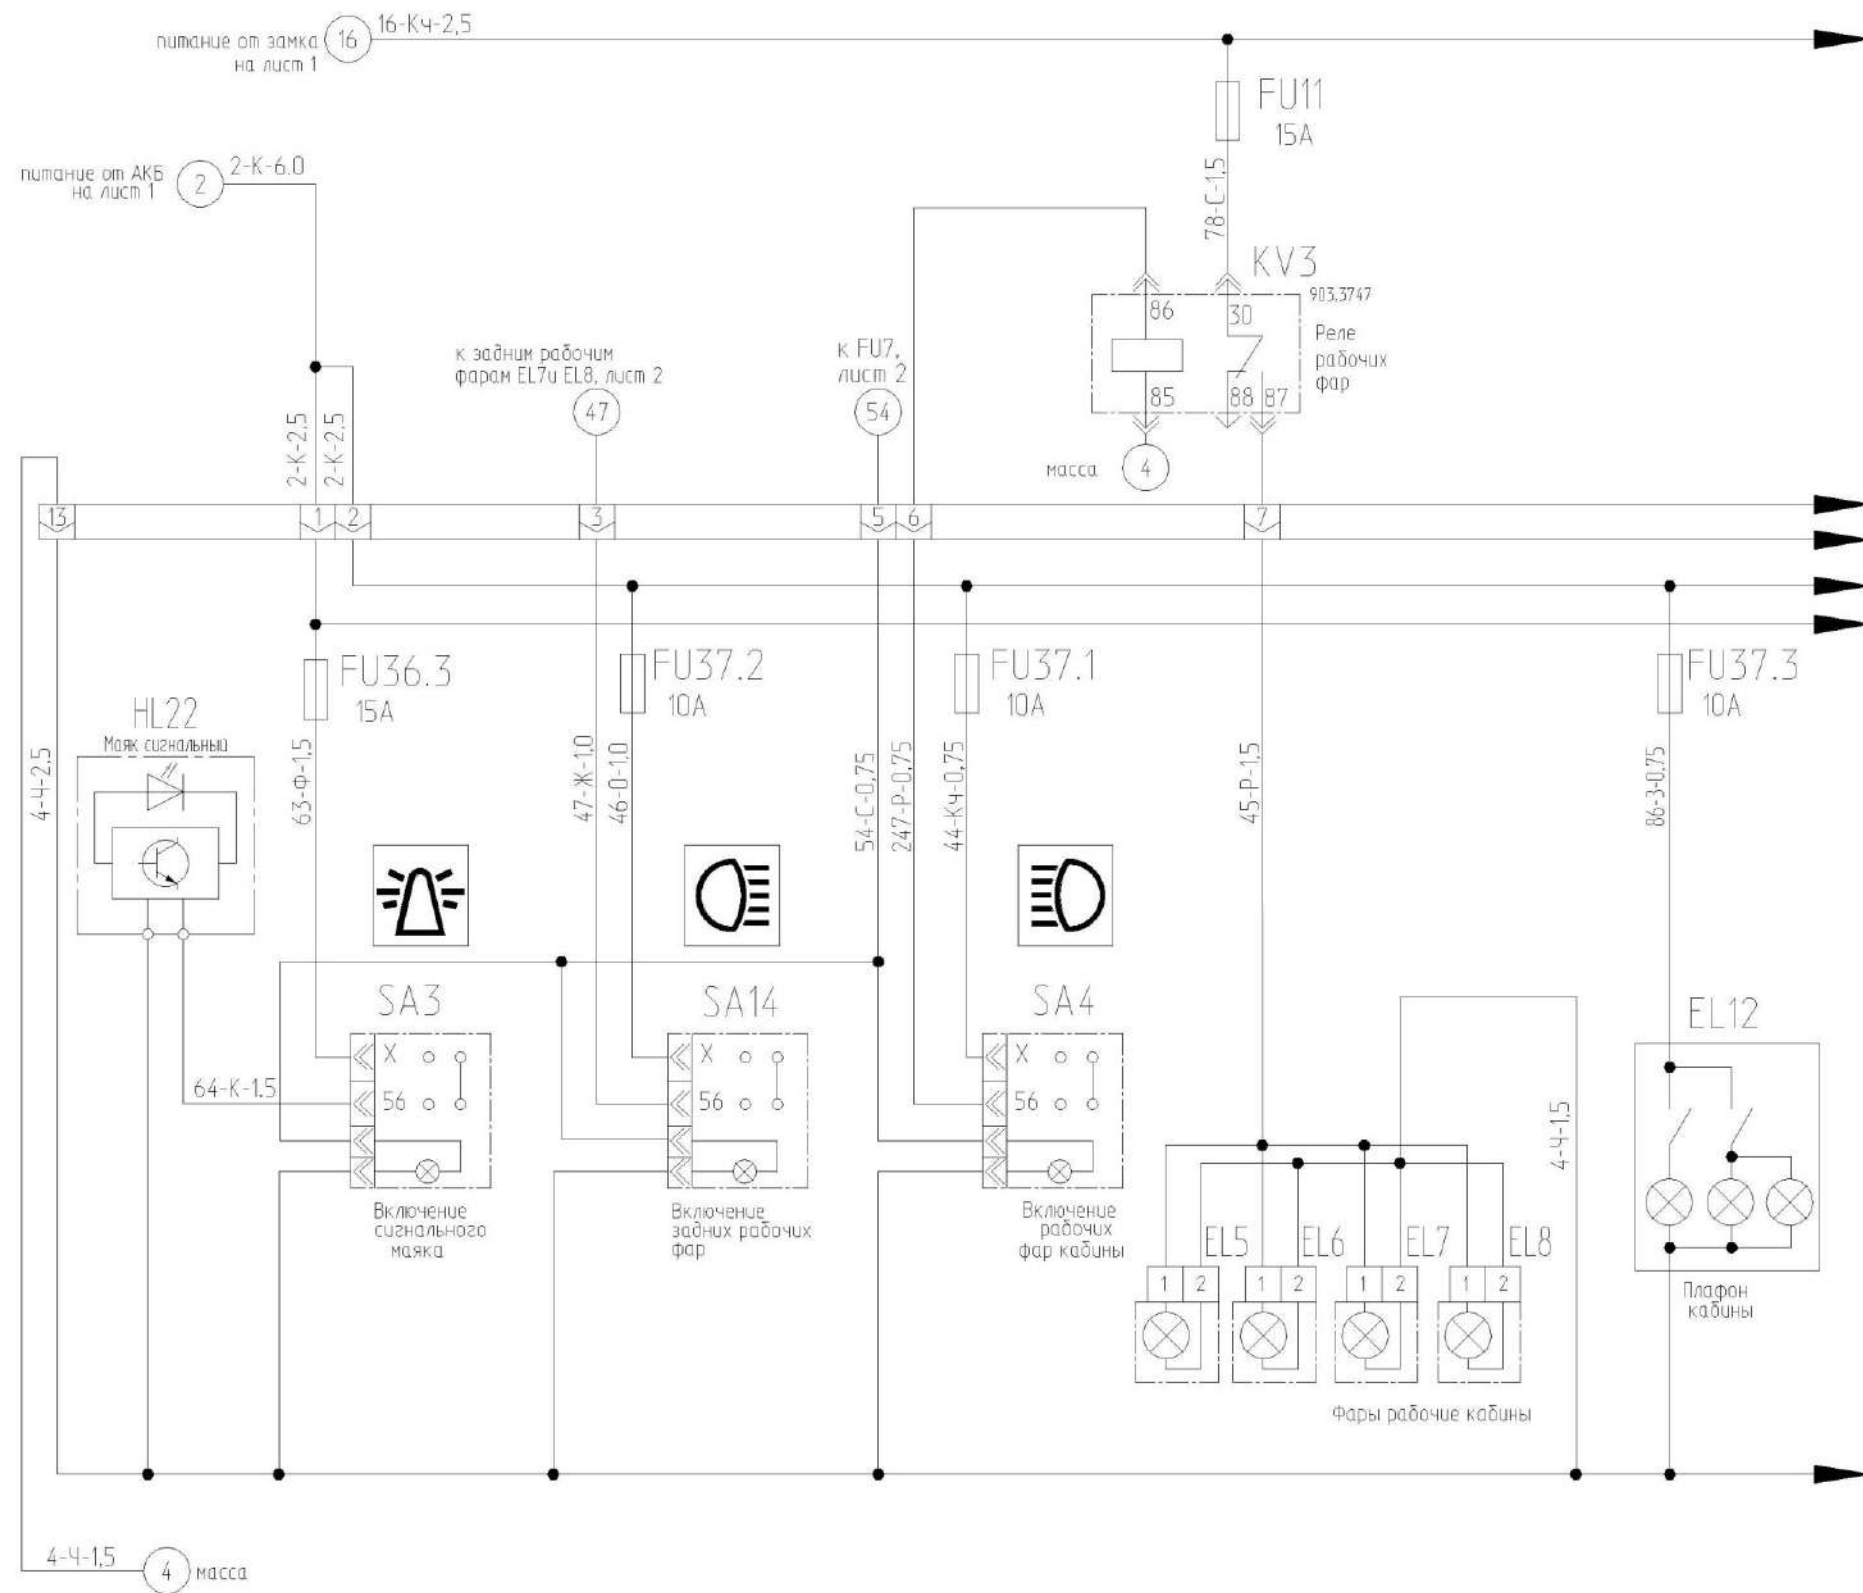 питание от замка
на лист 1
16
16-Кч-2,5
FU11
15А
78-С-1,5
питание от АКБ
на лист 1
2
2-К-6.0
KV3
903.3747
Реле
рабочих
фар
86
30
85
88
87
масса
4
к задним рабочим
фарам EL7и EL8, лист 2
47
к FU7,
лист 2
54
2-К-2,5
2-К-2,5
13
1
2
3
5
6
7
FU36.3
15А
FU37.2
10А
FU37.1
10А
FU37.3
10А
HL22
Маяк сигнальный
4-Ч-2,5
63-Ф-1,5
47-Ж-1,0
46-О-1,0
54-С-0,75
247-Р-0,75
44-Кч-0,75
45-Р-1,5
86-З-0,75
SA3
X
56
64-К-1.5
Включение
сигнального
маяка
SA14
X
56
Включение
задних рабочих
фар
SA4
X
56
Включение
рабочих
фар кабины
4-Ч-1,5
EL12
Плафон
кабины
EL5
EL6
EL7
EL8
1
2
1
2
1
2
1
2
Фары рабочие кабины
4-Ч-1,5
4
масса